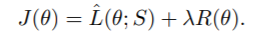 J(θ) = L̂(θ; S) + λR(θ).